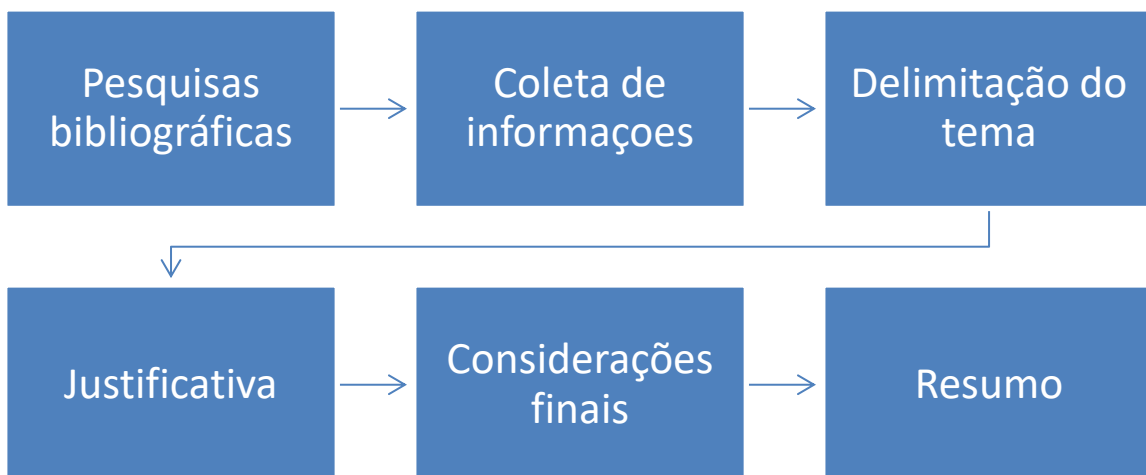 Pesquisas
bibliográficas
Coleta de
informaçoes
Delimitação do
tema
Justificativa
Considerações
finais
Resumo